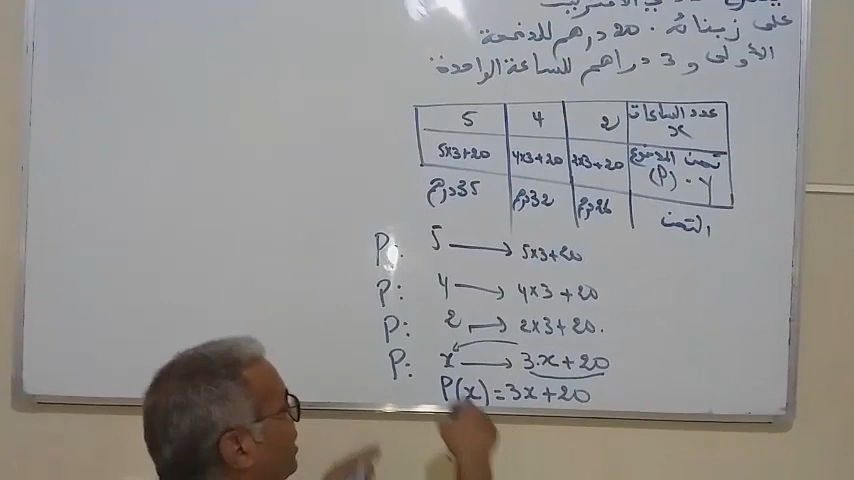 على زبنائه . 20 درهم للدفعة
الأولى و 3 دراهم للساعة الواحدة
عدد الساعات x 2 4 5
ثمن المدفوع y . (P) 2x3+20 4x3+20 5x3+20
الثمن 26 درهم 32 درهم 35 درهم
P: 5 → 5x3+20
P: 4 → 4x3+20
P: 2 → 2x3+20.
P: x → 3.x+20
P(x)=3x+20